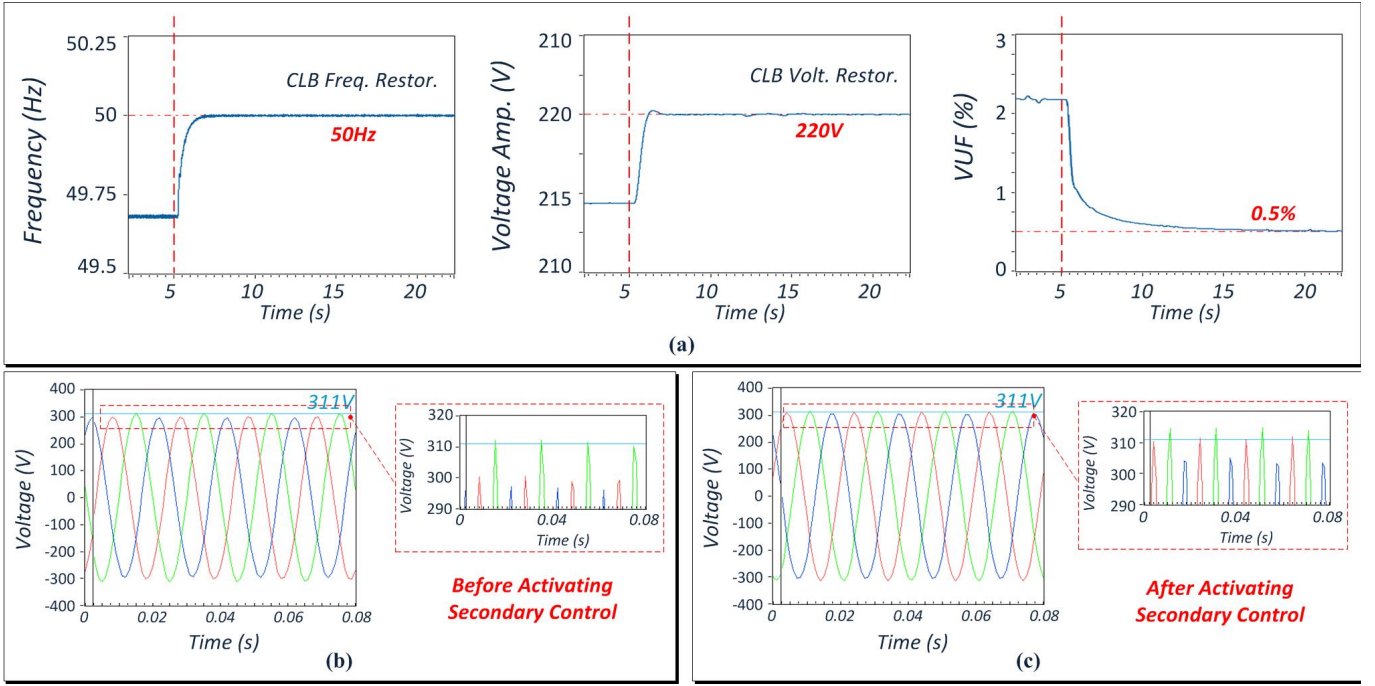 50.25
50
49.75
49.5
Frequency (Hz)
CLB Freq. Restor.
50Hz
5 10 15 20
Time (s)
210
220
215
210
Voltage Amp. (V)
CLB Volt. Restor.
220V
5 10 15 20
Time (s)
3
2
1
0
VUF (%)
0.5%
5 10 15 20
Time (s)
(a)
400
300
200
100
0
-100
-200
-300
-400
Voltage (V)
311V
0 0.02 0.04 0.06 0.08
Time (s)
320
310
300
290
Voltage (V)
0 0.04 0.08
Time (s)
Before Activating
Secondary Control
(b)
400
300
200
100
0
-100
-200
-300
-400
Voltage (V)
311V
0 0.02 0.04 0.06 0.08
Time (s)
320
310
300
290
Voltage (V)
0 0.04 0.08
Time (s)
After Activating
Secondary Control
(c)